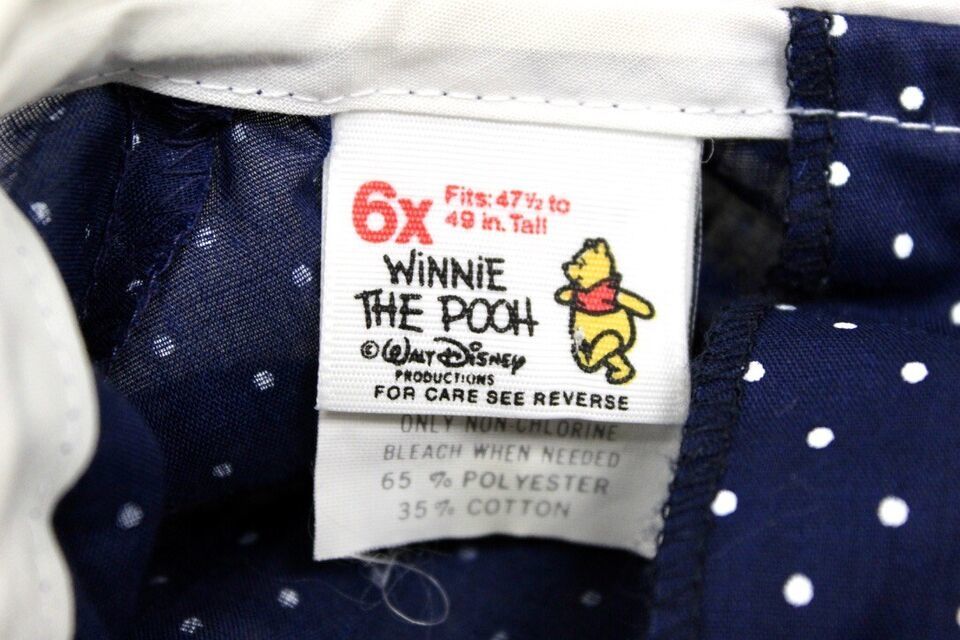 6x Fits: 47½ to
49 in. Tall
WiNNiE
THE POOH
© WALT DISNEY
PRODUCTIONS
FOR CARE SEE REVERSE
ONLY NON-CHLORINE
BLEACH WHEN NEEDED
65 % POLYESTER
35% COTTON